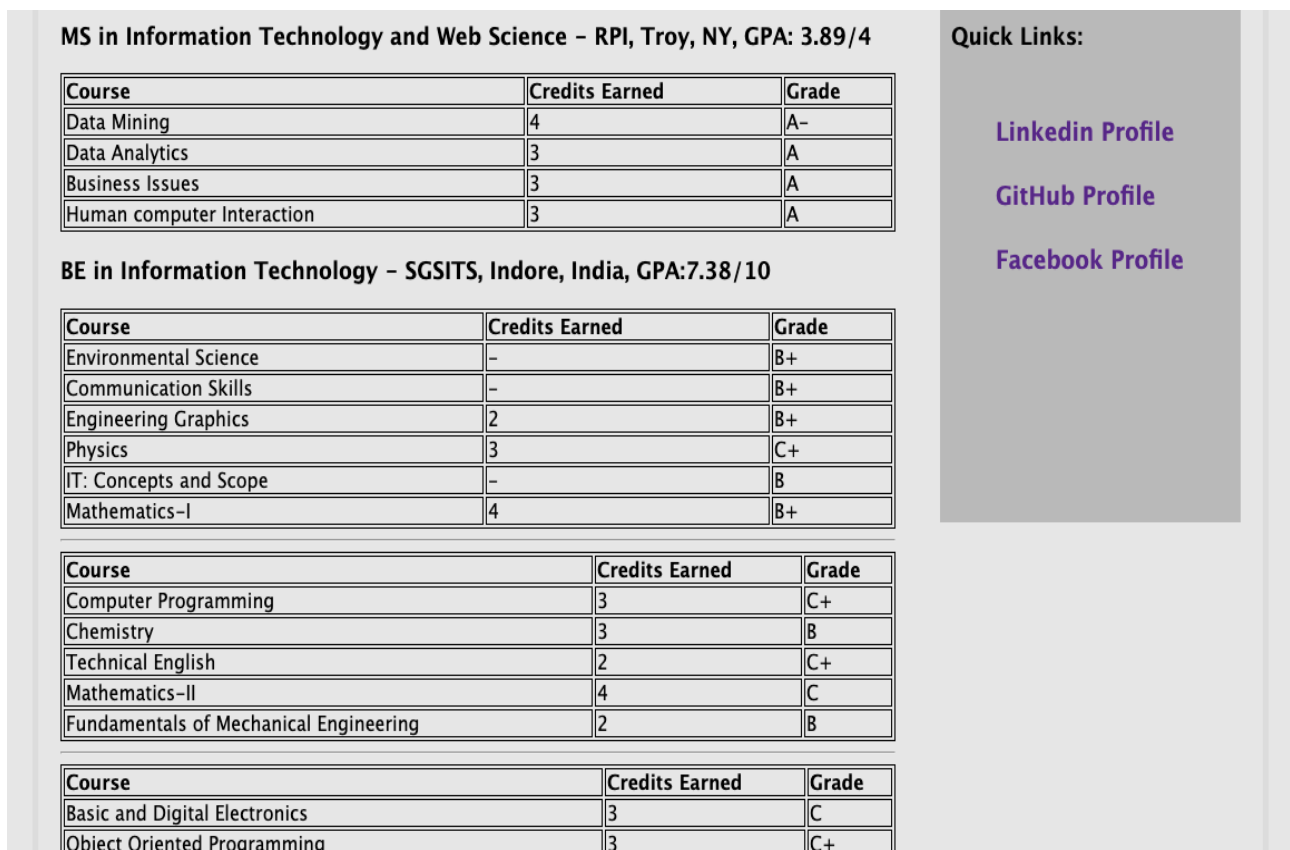 MS in Information Technology and Web Science - RPI, Troy, NY, GPA: 3.89/4
Course Credits Earned Grade
Data Mining 4 A-
Data Analytics 3 A
Business Issues 3 A
Human computer Interaction 3 A
BE in Information Technology - SGSITS, Indore, India, GPA:7.38/10
Course Credits Earned Grade
Environmental Science - B+
Communication Skills - B+
Engineering Graphics 2 B+
Physics 3 C+
IT: Concepts and Scope - B
Mathematics-I 4 B+
Course Credits Earned Grade
Computer Programming 3 C+
Chemistry 3 B
Technical English 2 C+
Mathematics-II 4 C
Fundamentals of Mechanical Engineering 2 B
Course Credits Earned Grade
Basic and Digital Electronics 3 C
Object Oriented Programming 3 C+
Quick Links:
Linkedin Profile
GitHub Profile
Facebook Profile